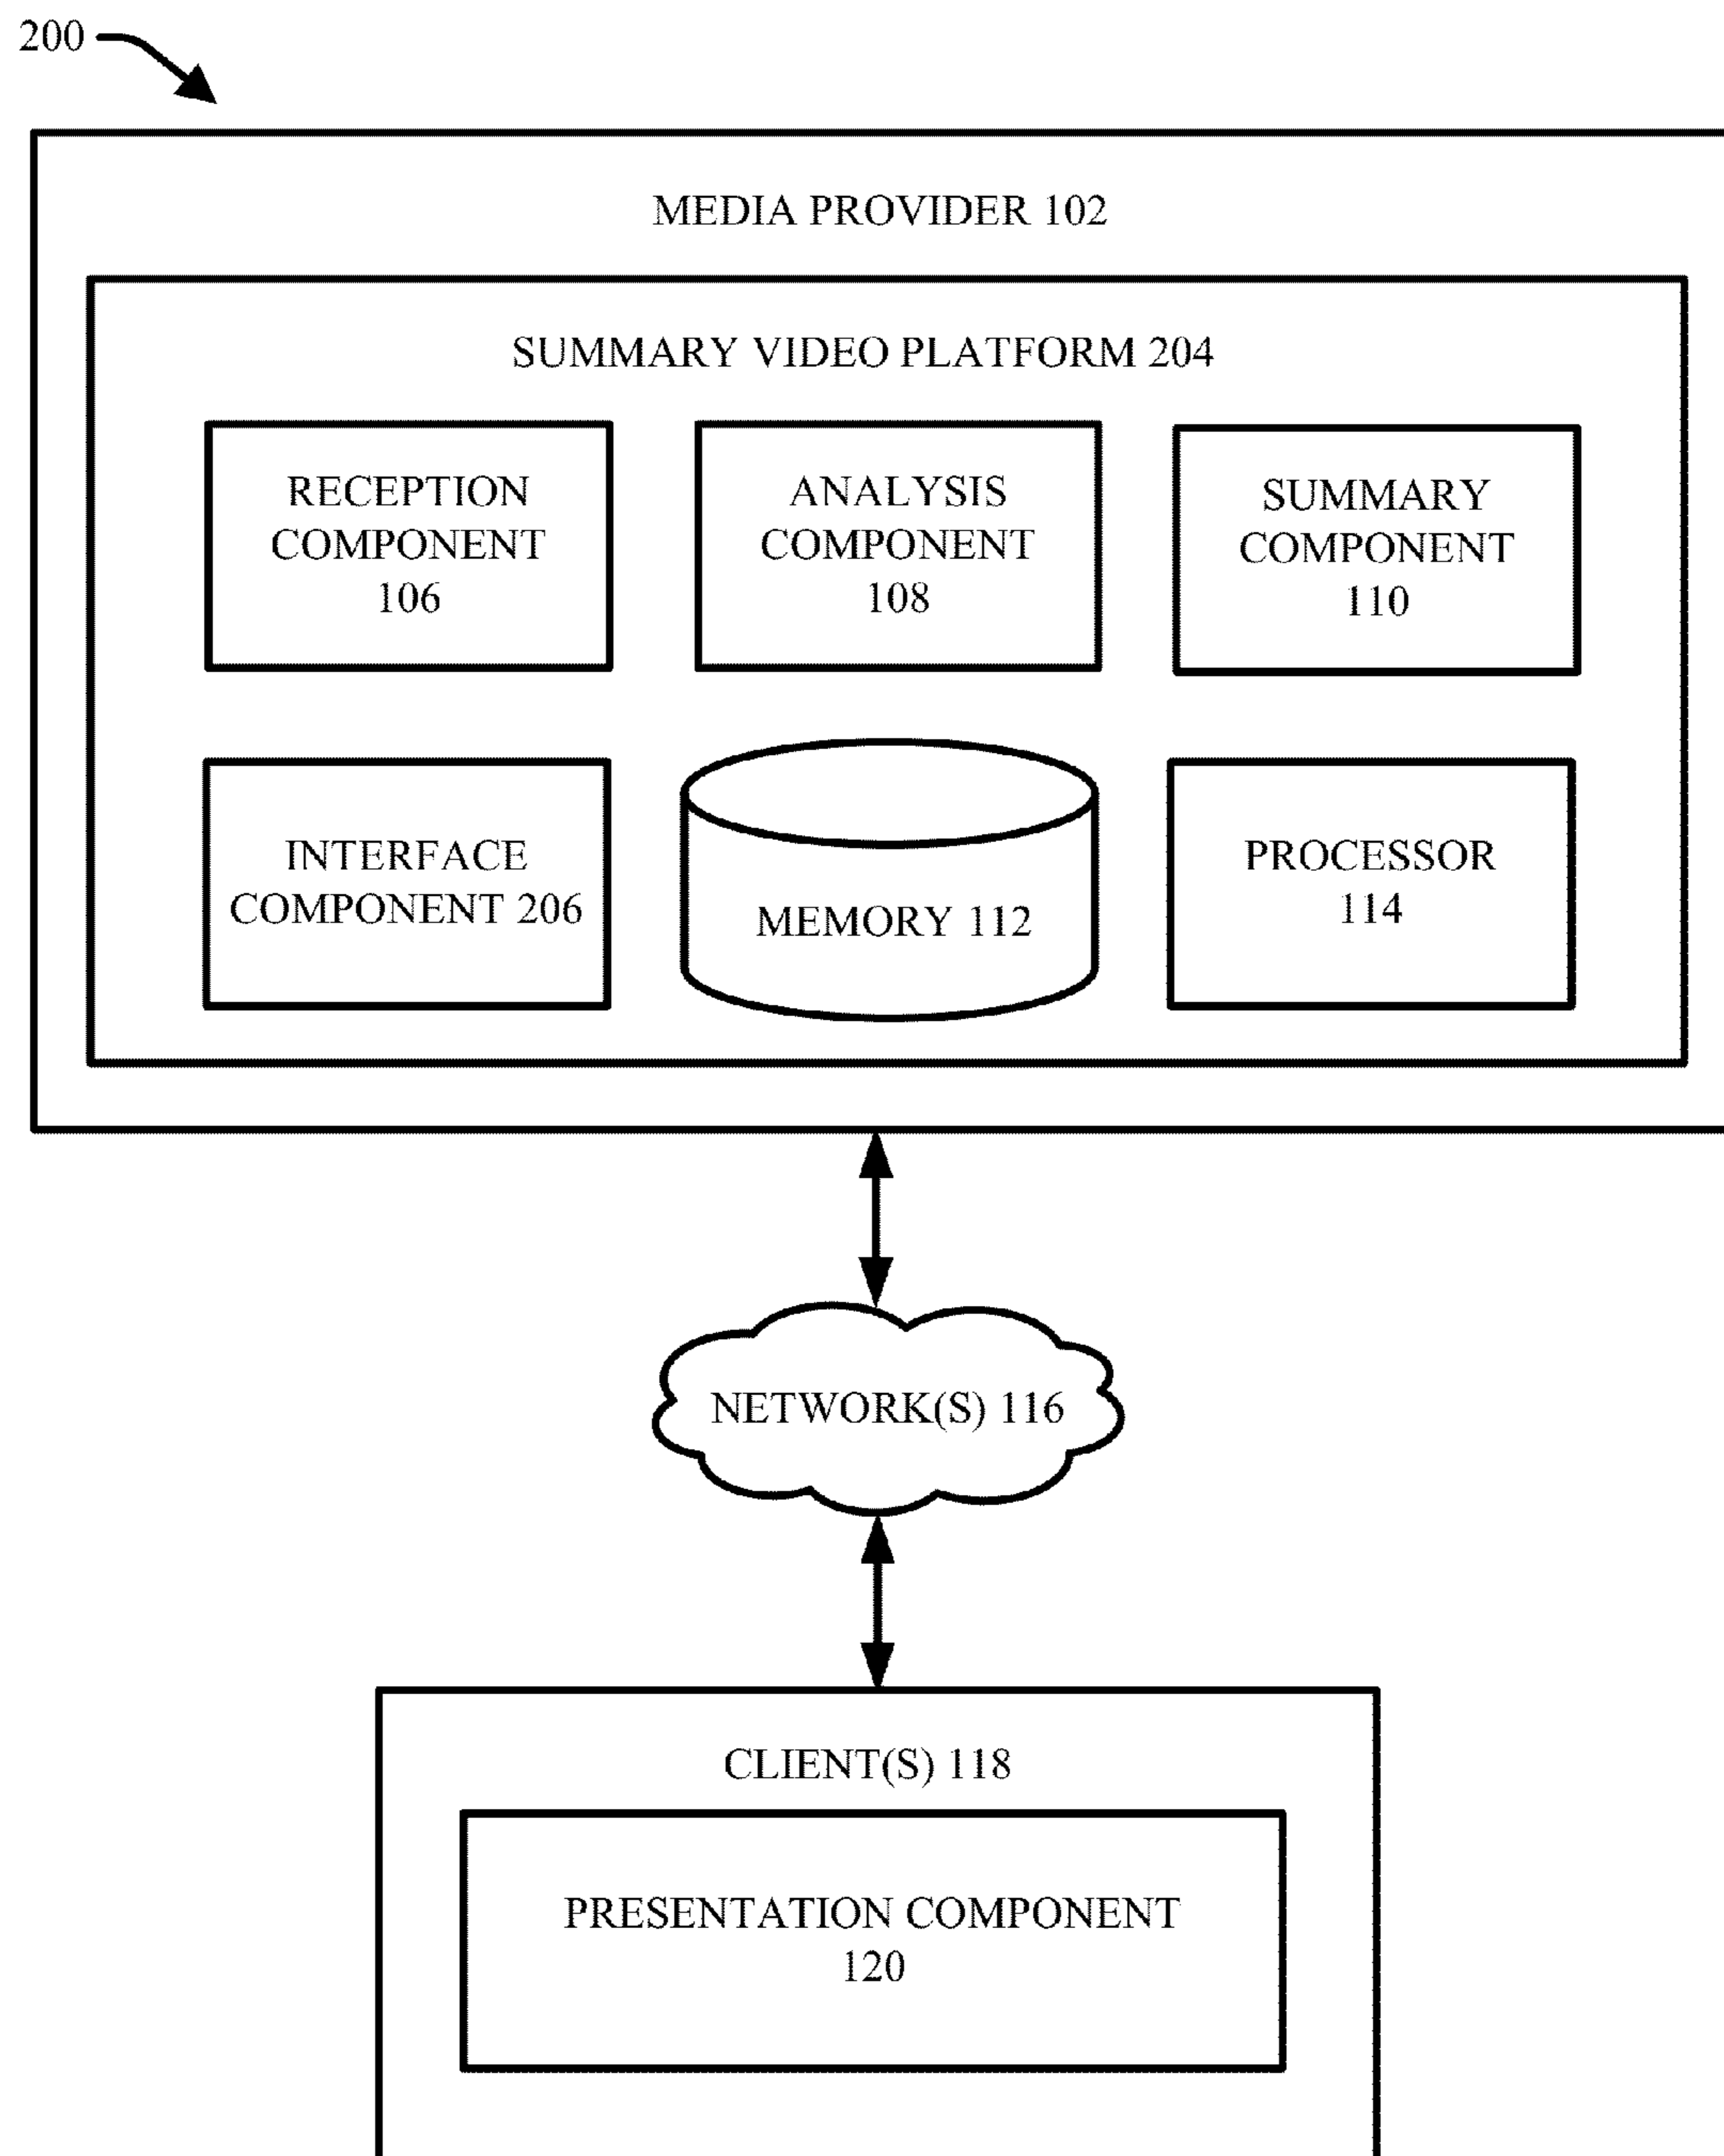 200
MEDIA PROVIDER 102
SUMMARY VIDEO PLATFORM 204
RECEPTION
COMPONENT
106
ANALYSIS
COMPONENT
108
SUMMARY
COMPONENT
110
INTERFACE
COMPONENT 206
MEMORY 112
PROCESSOR
114
NETWORK(S) 116
CLIENT(S) 118
PRESENTATION COMPONENT
120